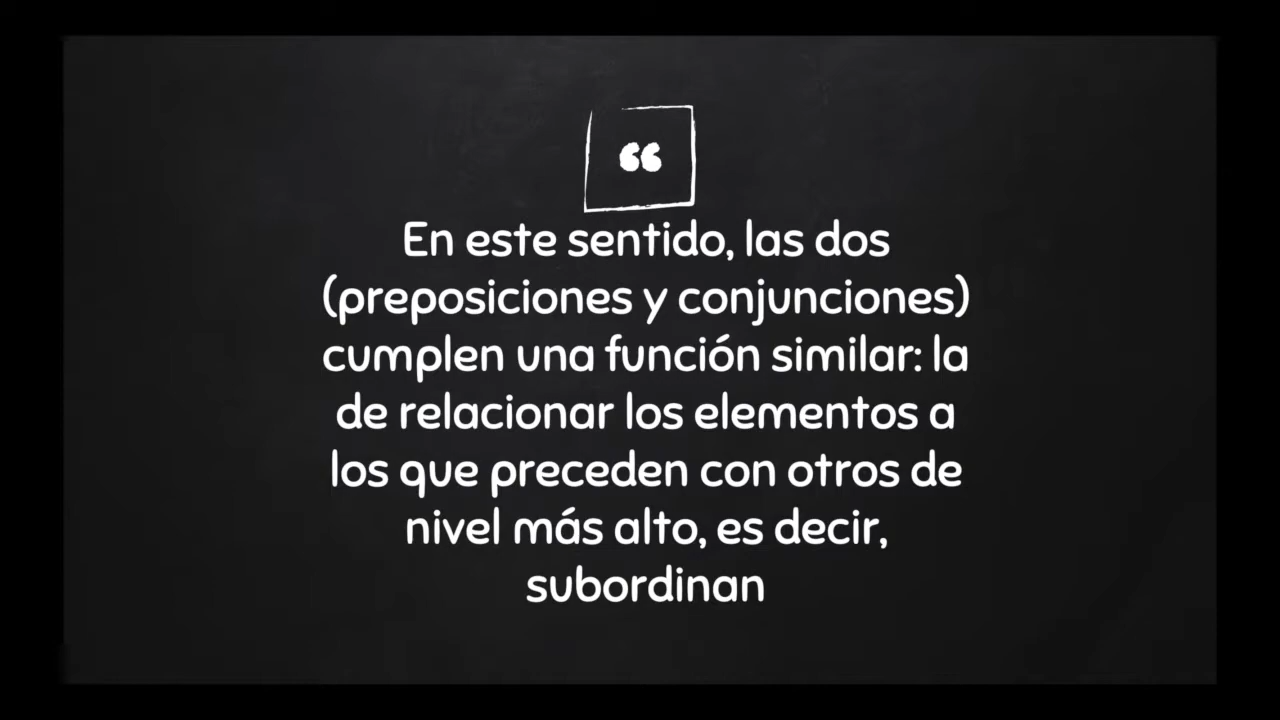 “
En este sentido, las dos
(preposiciones y conjunciones)
cumplen una función similar: la
de relacionar los elementos a
los que preceden con otros de
nivel más alto, es decir,
subordinan